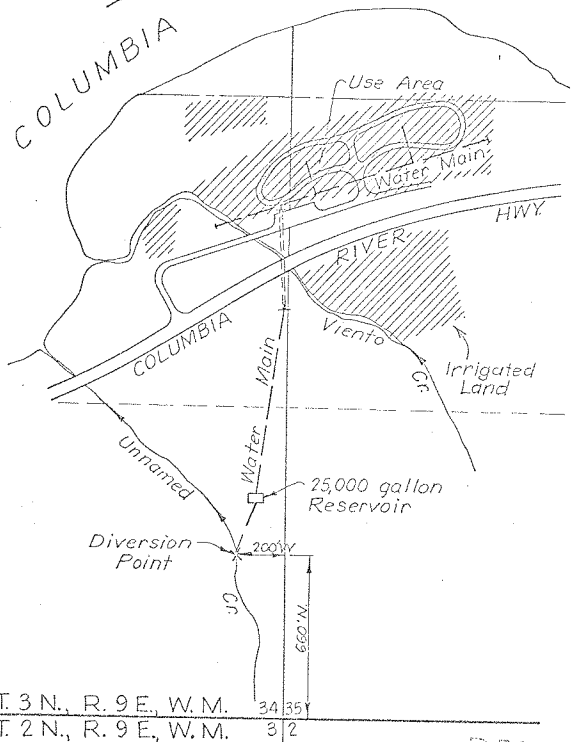 COLUMBIA
Use Area
Water Main
HWY.
RIVER
COLUMBIA
Viento
Cr.
Irrigated
Land
Main
Water
Unnamed
25,000 gallon
Reservoir
Diversion
Point
200'W
Cr.
660'N.
T. 3 N., R. 9 E., W. M. 34 35
T. 2 N., R. 9 E., W. M. 3 2